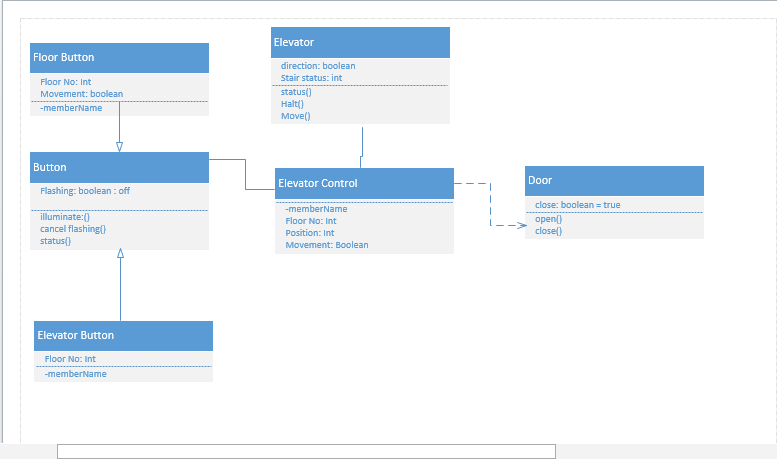 Floor Button
Floor No: Int
Movement: boolean
-memberName
Elevator
direction: boolean
Stair status: int
status()
Halt()
Move()
Button
Flashing: boolean : off
illuminate:()
cancel flashing()
status()
Elevator Control
-memberName
Floor No: Int
Position: Int
Movement: Boolean
Door
close: boolean = true
open()
close()
Elevator Button
Floor No: Int
-memberName